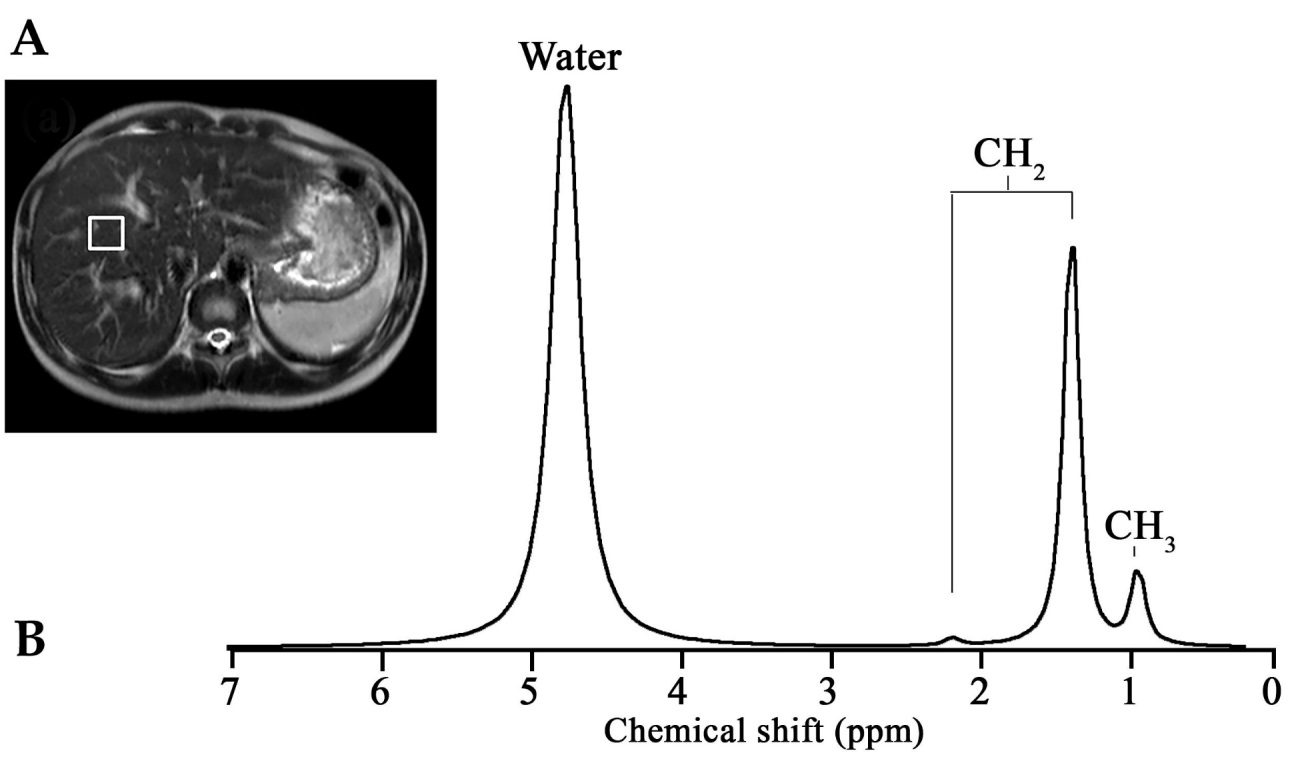 A
(a)
Water
CH₂
CH₃
B
7 6 5 4 3 2 1 0
Chemical shift (ppm)